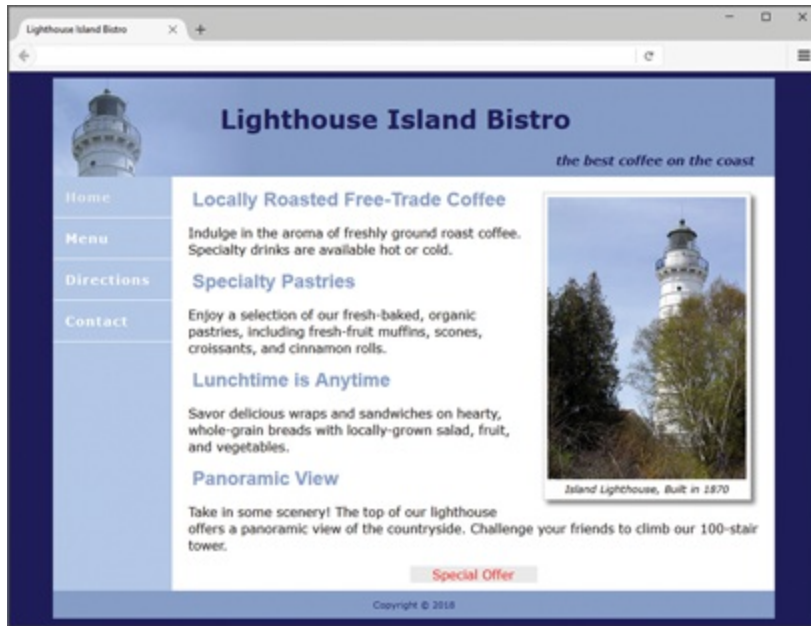 Lighthouse Island Bistro
Lighthouse Island Bistro
the best coffee on the coast
Home
Menu
Directions
Contact
Locally Roasted Free-Trade Coffee
Indulge in the aroma of freshly ground roast coffee.
Specialty drinks are available hot or cold.
Specialty Pastries
Enjoy a selection of our fresh-baked, organic
pastries, including fresh-fruit muffins, scones,
croissants, and cinnamon rolls.
Lunchtime is Anytime
Savor delicious wraps and sandwiches on hearty,
whole-grain breads with locally-grown salad, fruit,
and vegetables.
Island Lighthouse, Built in 1870
Panoramic View
Take in some scenery! The top of our lighthouse
offers a panoramic view of the countryside. Challenge your friends to climb our 100-stair
tower.
Special Offer
Copyright © 2018